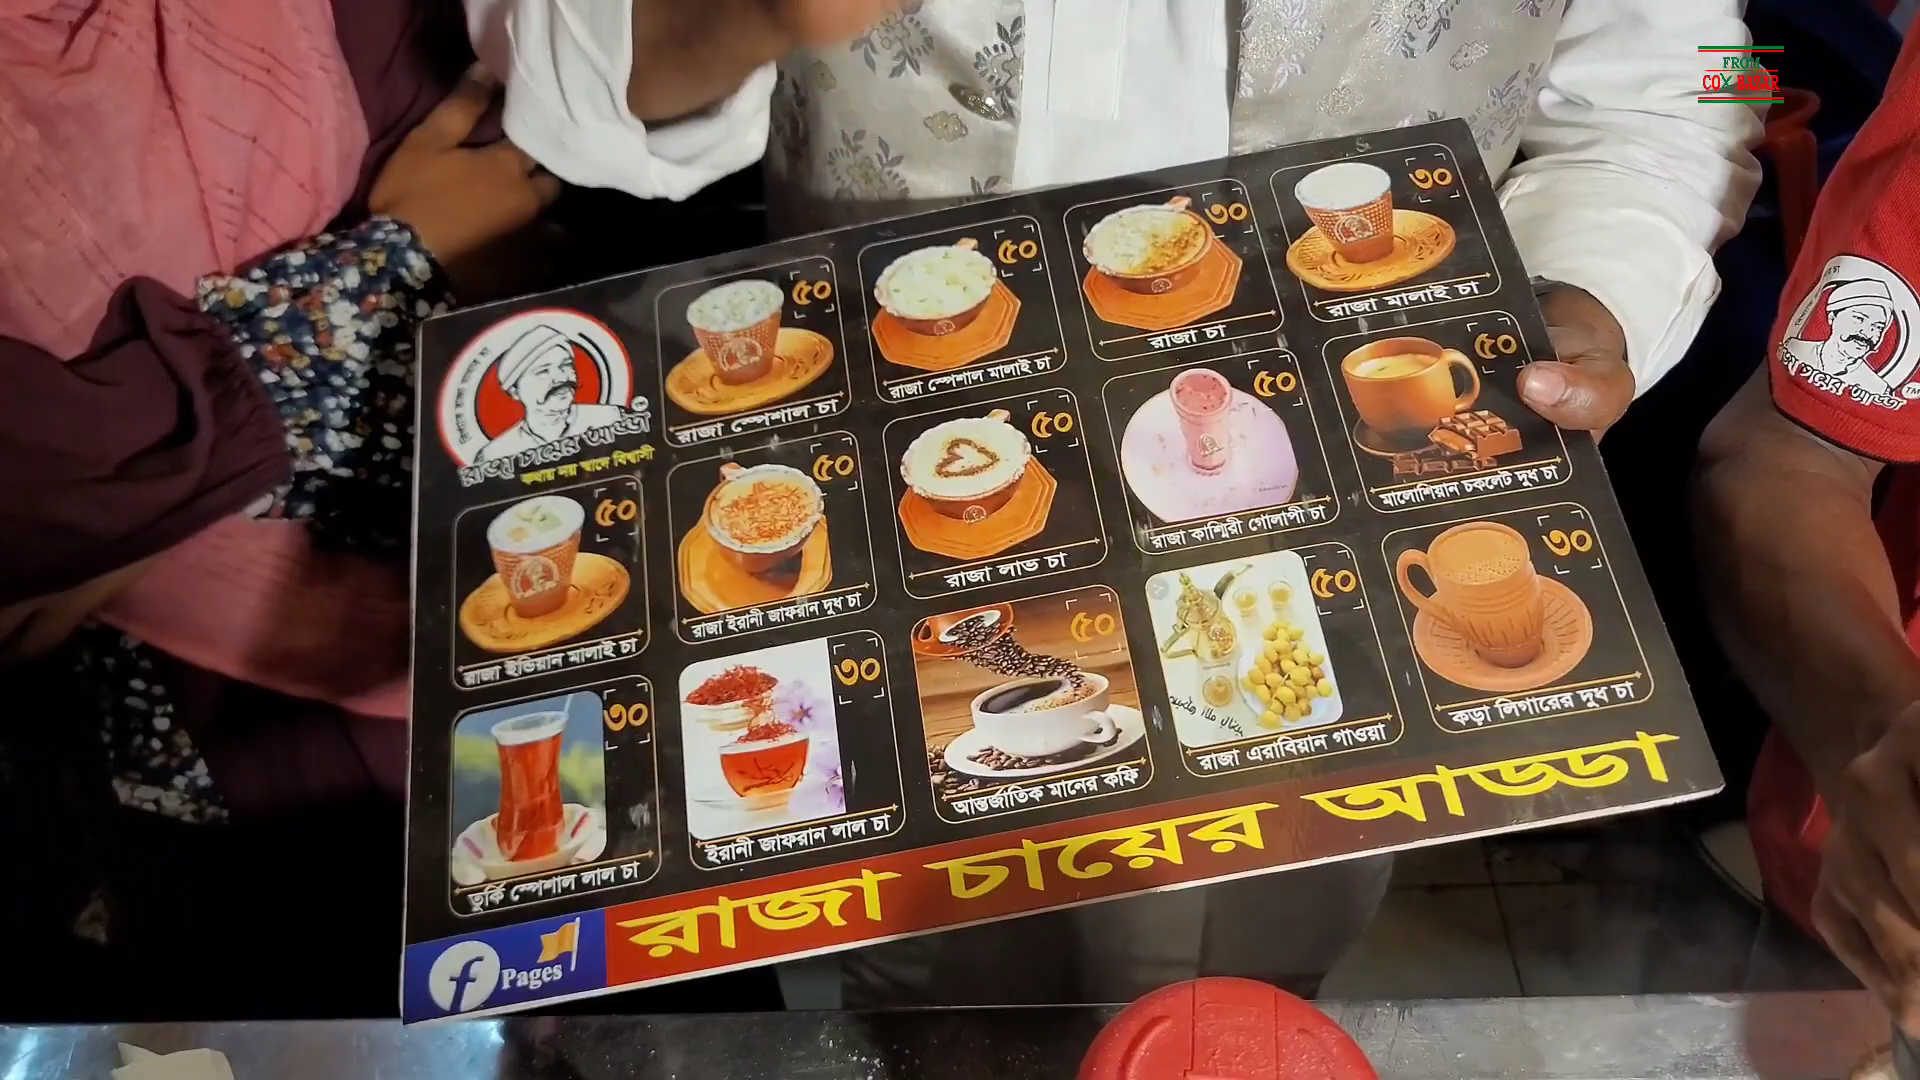 FROM
COX BAZAR
রাজা চায়ের আড্ডা
কথায় নয় স্বাদে বিশ্বাসী
৫০
রাজা স্পেশাল চা
৫০
রাজা স্পেশাল মালাই চা
৩০
রাজা চা
৩০
রাজা মালাই চা
৫০
রাজা ইন্ডিয়ান মালাই চা
৫০
রাজা ইরানী জাফরান দুধ চা
৫০
রাজা লাভ চা
৫০
রাজা কাশ্মিরী গোলাপী চা
৫০
মালোশিয়ান চকলেট দুধ চা
৩০
তুর্কি স্পেশাল লাল চা
৩০
ইরানী জাফরান লাল চা
৫০
আন্তর্জাতিক মানের কফি
৫০
রাজা এরাবিয়ান গাওয়া
৩০
কড়া লিগারের দুধ চা
f Pages
রাজা চায়ের আড্ডা
রাজা চায়ের আড্ডা
TM